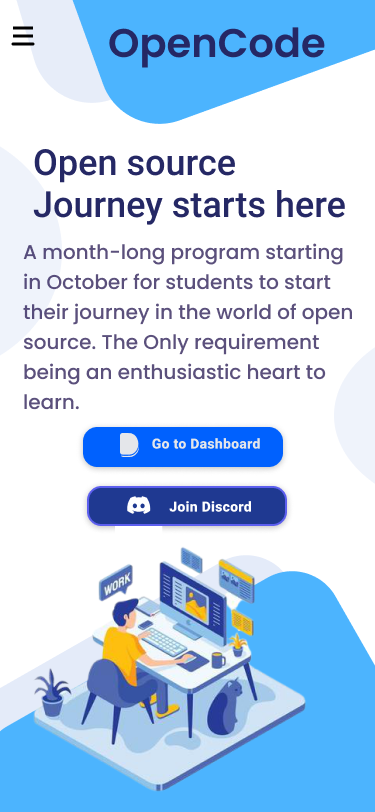 OpenCode
Open source
Journey starts here
A month-long program starting
in October for students to start
their journey in the world of open
source. The Only requirement
being an enthusiastic heart to
learn.
Go to Dashboard
Join Discord
WORK